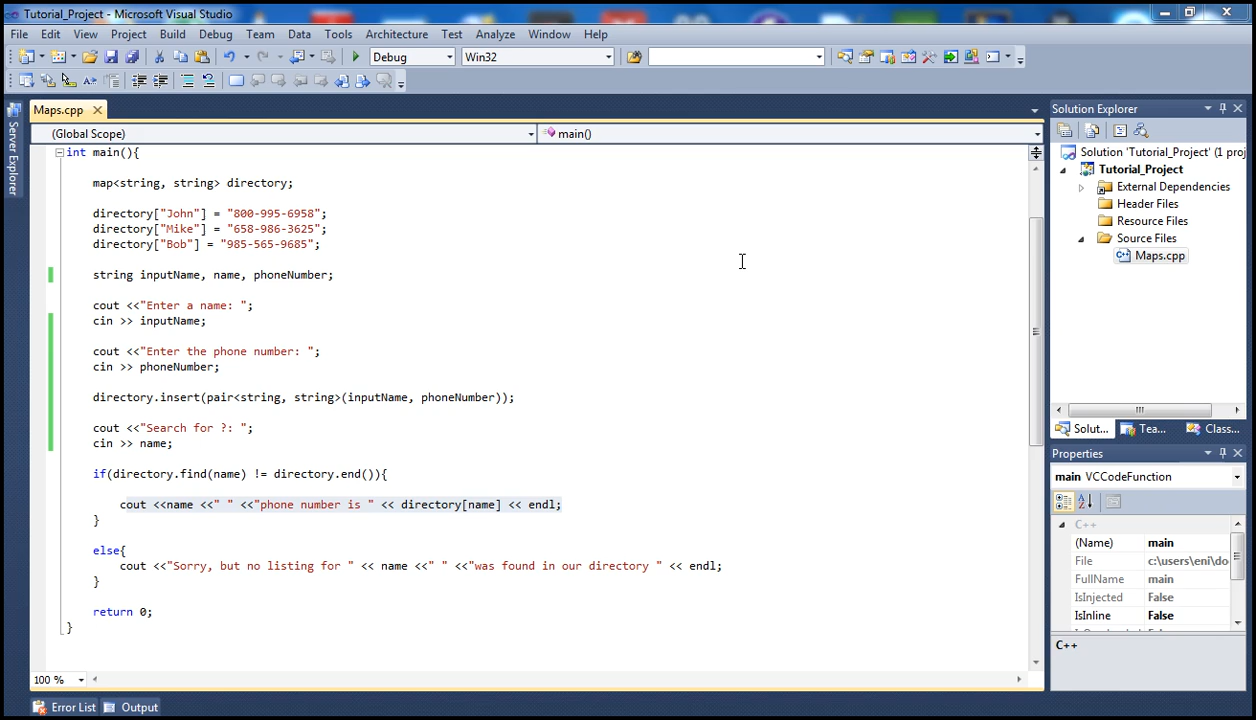 Tutorial_Project - Microsoft Visual Studio
File Edit View Project Build Debug Team Data Tools Architecture Test Analyze Window Help
Debug Win32
Server Explorer
Maps.cpp
(Global Scope) main()
int main(){
map<string, string> directory;
directory["John"] = "800-995-6958";
directory["Mike"] = "658-986-3625";
directory["Bob"] = "985-565-9685";
string inputName, name, phoneNumber;
cout <<"Enter a name: ";
cin >> inputName;
cout <<"Enter the phone number: ";
cin >> phoneNumber;
directory.insert(pair<string, string>(inputName, phoneNumber));
cout <<"Search for ?: ";
cin >> name;
if(directory.find(name) != directory.end()){
cout <<name <<" " <<"phone number is " << directory[name] << endl;
}
else{
cout <<"Sorry, but no listing for " << name <<" " <<"was found in our directory " << endl;
}
return 0;
}
100 %
Error List Output
Solution Explorer
Solution 'Tutorial_Project' (1 proj
Tutorial_Project
External Dependencies
Header Files
Resource Files
Source Files
Maps.cpp
Solut... Tea... Class...
Properties
main VCCodeFunction
C++
(Name) main
File c:\users\eni\do
FullName main
IsInjected False
IsInline False
C++